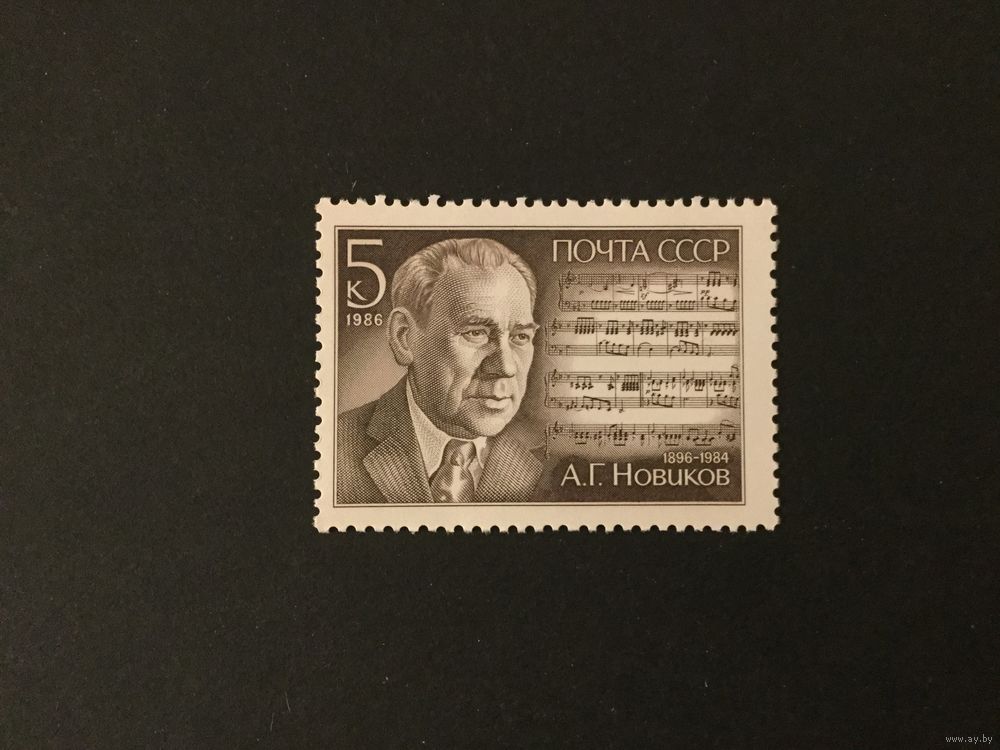 5 К
1986
ПОЧТА СССР
1896-1984
А.Г. НОВИКОВ
www.ay.by